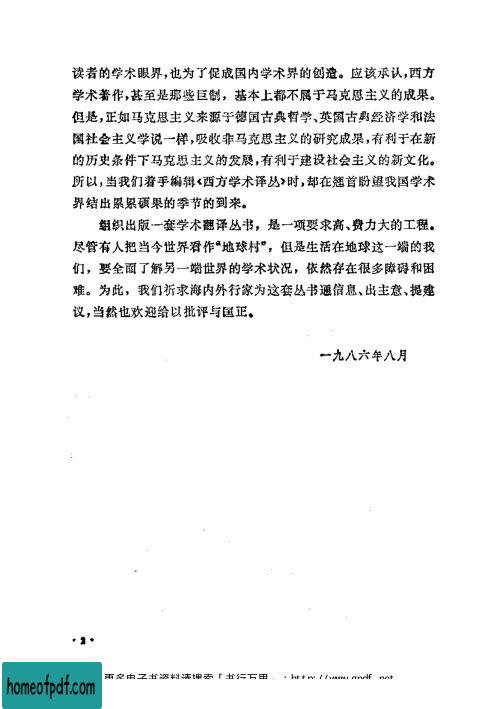 读者的学术眼界，也为了促成国内学术界的创造。应该承认，西方
学术著作，甚至是那些巨制，基本上都不属于马克思主义的成果。
但是，正如马克思主义来源于德国古典哲学、英国古典经济学和法
国社会主义学说一样，吸收非马克思主义的研究成果，有利于在新
的历史条件下马克思主义的发展，有利于建设社会主义的新文化。
所以，当我们着手编辑《西方学术译丛》时，却在翘首盼望我国学术
界结出累累硕果的季节的到来。
组织出版一套学术翻译丛书，是一项要求高、费力大的工程。
尽管有人把当今世界看作“地球村”，但是生活在地球这一端的我
们，要全面了解另一端世界的学术状况，依然存在很多障碍和困
难。为此，我们祈求海内外行家为这套丛书通信息、出主意、提建
议，当然也欢迎给以批评与匡正。
一九八六年八月
• 2 •
更多电子书资料请搜索「书行万里」：http://www.gpdf.net
homeofpdf.com